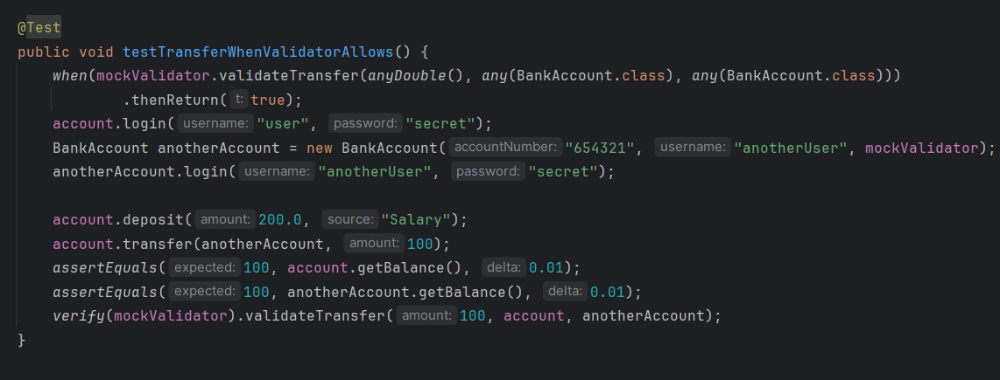 @Test
public void testTransferWhenValidatorAllows() {
when(mockValidator.validateTransfer(anyDouble(), any(BankAccount.class), any(BankAccount.class)))
.thenReturn( t: true);
account.login( username: "user", password: "secret");
BankAccount anotherAccount = new BankAccount( accountNumber: "654321", username: "anotherUser", mockValidator);
anotherAccount.login( username: "anotherUser", password: "secret");
account.deposit( amount: 200.0, source: "Salary");
account.transfer(anotherAccount, amount: 100);
assertEquals( expected: 100, account.getBalance(), delta: 0.01);
assertEquals( expected: 100, anotherAccount.getBalance(), delta: 0.01);
verify(mockValidator).validateTransfer( amount: 100, account, anotherAccount);
}